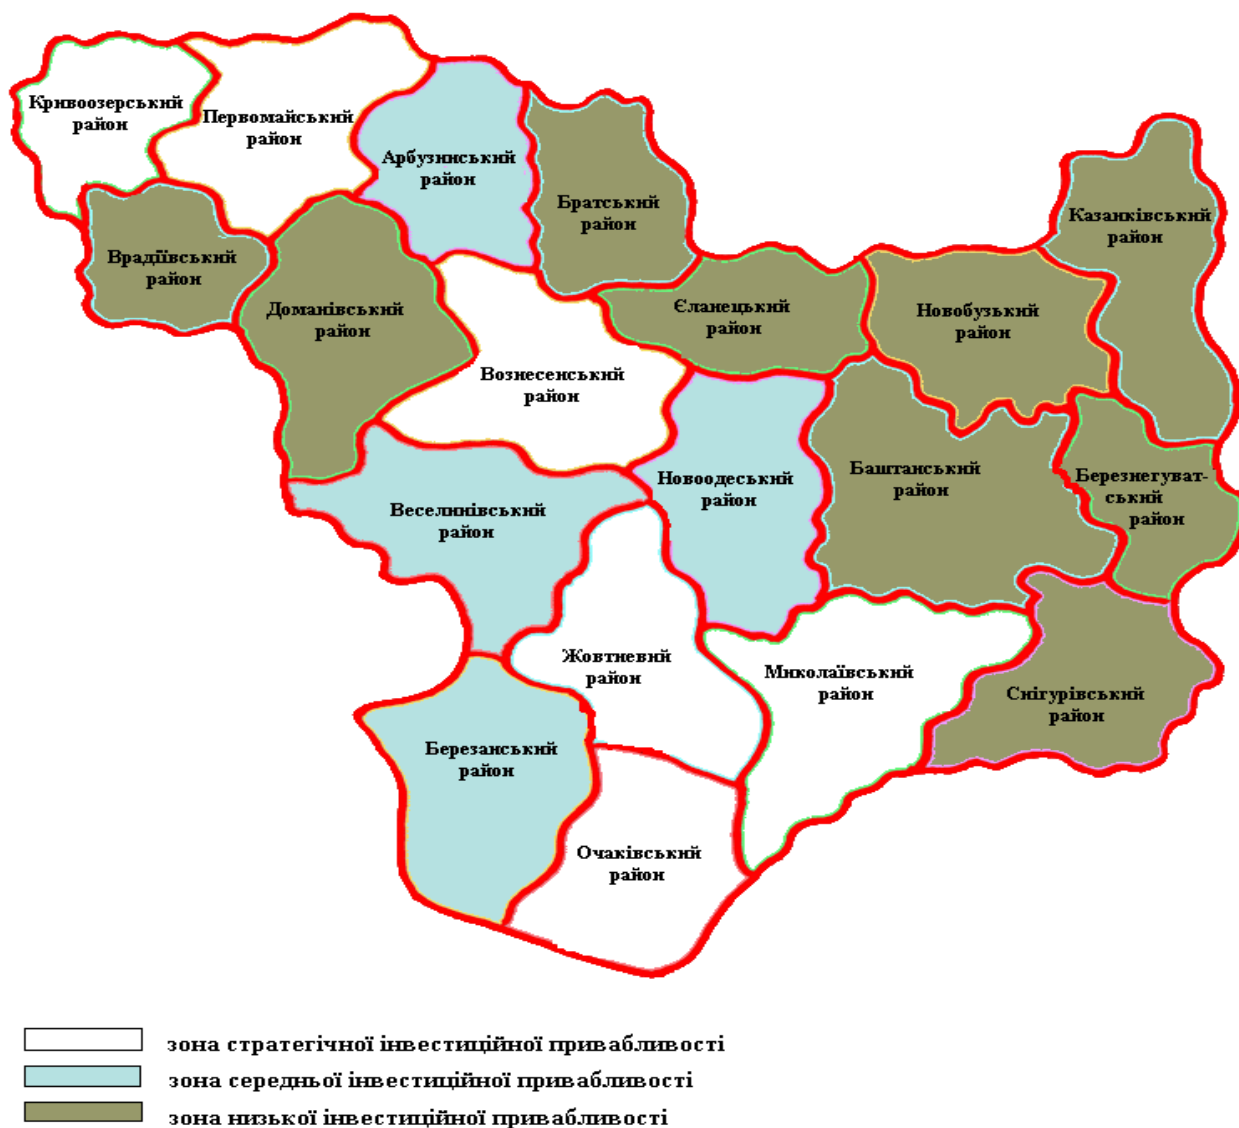 Кривоозерський
район
Первомайський
район
Арбузинський
район
Братський
район
Казанківський
район
Врадіївський
район
Доманівський
район
Єланецький
район
Новобузький
район
Вознесенський
район
Новоодеський
район
Баштанський
район
Березнегуват-
ський
район
Веселинівський
район
Жовтневий
район
Миколаївський
район
Снігурівський
район
Березанський
район
Очаківський
район
зона стратегічної інвестиційної привабливості
зона середньої інвестиційної привабливості
зона низької інвестиційної привабливості